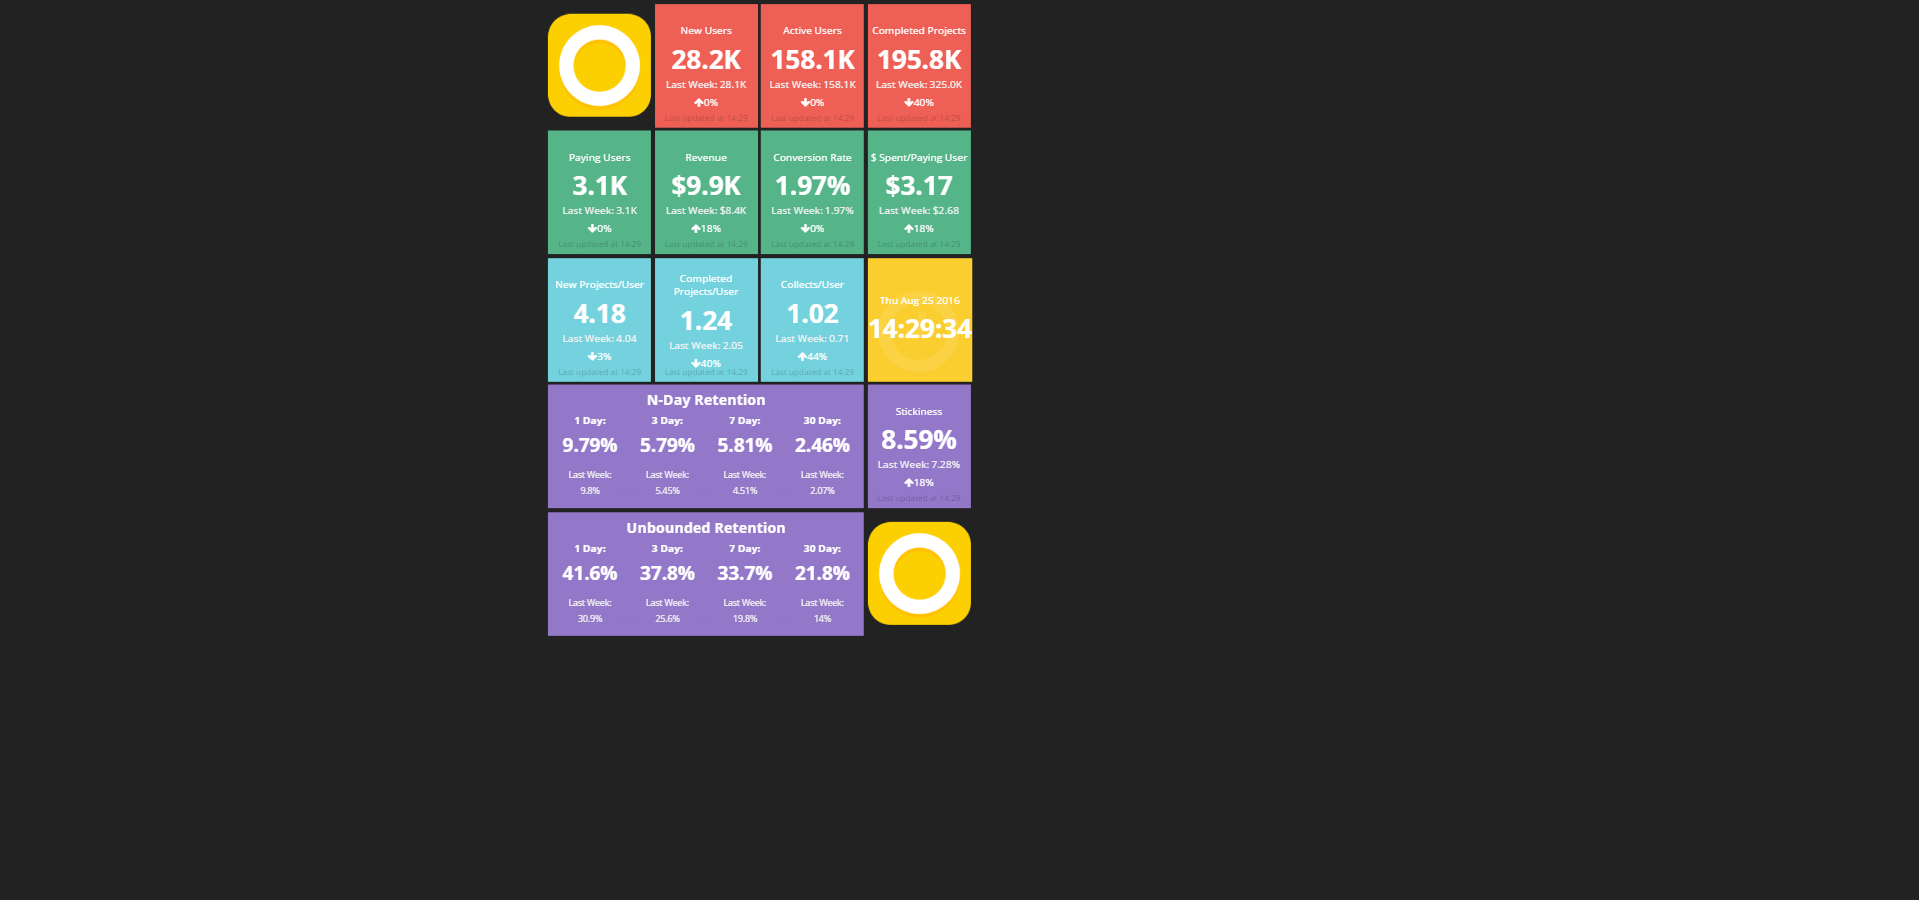 New Users
28.2K
Last Week: 28.1K
0%
Last updated at 14:29
Active Users
158.1K
Last Week: 158.1K
0%
Last updated at 14:29
Completed Projects
195.8K
Last Week: 325.0K
40%
Last updated at 14:29
Paying Users
3.1K
Last Week: 3.1K
0%
Last updated at 14:29
Revenue
$9.9K
Last Week: $8.4K
18%
Last updated at 14:29
Conversion Rate
1.97%
Last Week: 1.97%
0%
Last updated at 14:29
$ Spent/Paying User
$3.17
Last Week: $2.68
18%
Last updated at 14:29
New Projects/User
4.18
Last Week: 4.04
3%
Last updated at 14:29
Completed
Projects/User
1.24
Last Week: 2.05
40%
Last updated at 14:29
Collects/User
1.02
Last Week: 0.71
44%
Last updated at 14:29
Thu Aug 25 2016
14:29:34
N-Day Retention
1 Day: 3 Day: 7 Day: 30 Day:
9.79% 5.79% 5.81% 2.46%
Last Week: Last Week: Last Week: Last Week:
9.8% 5.45% 4.51% 2.07%
Stickiness
8.59%
Last Week: 7.28%
18%
Last updated at 14:29
Unbounded Retention
1 Day: 3 Day: 7 Day: 30 Day:
41.6% 37.8% 33.7% 21.8%
Last Week: Last Week: Last Week: Last Week:
30.9% 25.6% 19.8% 14%